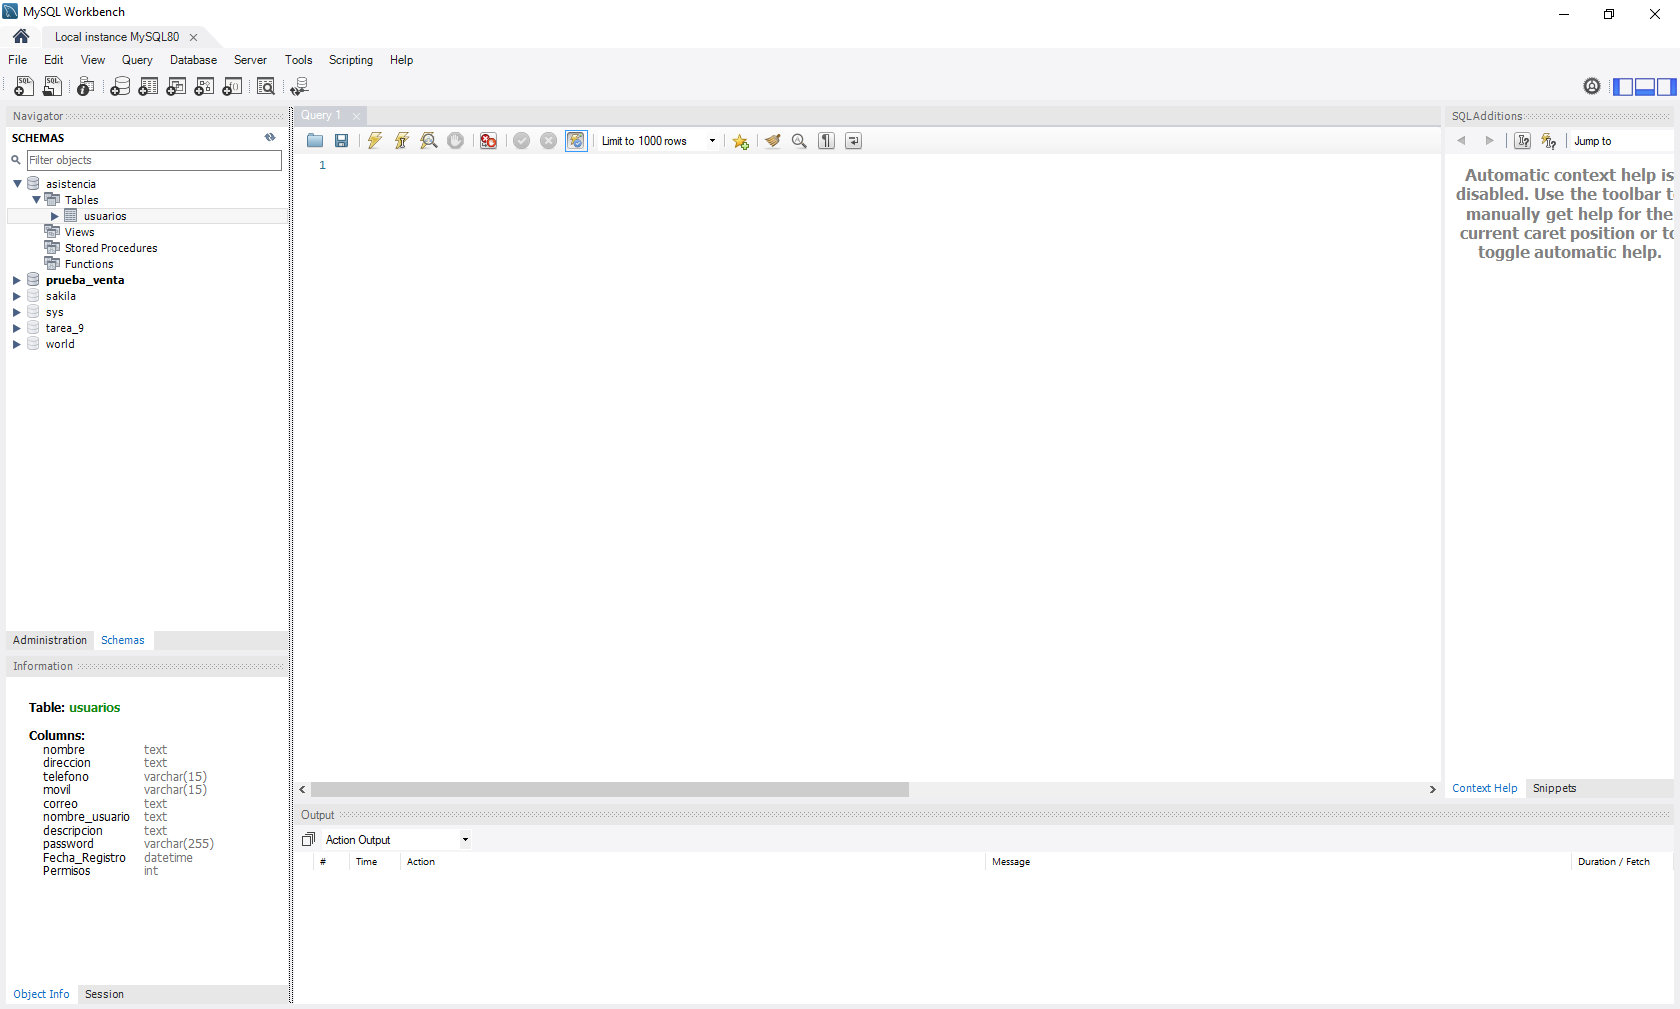 MySQL Workbench
Local instance MySQL80
File Edit View Query Database Server Tools Scripting Help
Navigator
SCHEMAS
Filter objects
asistencia
Tables
usuarios
Views
Stored Procedures
Functions
prueba_venta
sakila
sys
tarea_9
world
Administration Schemas
Information
Table: usuarios
Columns:
nombre text
direccion text
telefono varchar(15)
movil varchar(15)
correo text
nombre_usuario text
descripcion text
password varchar(255)
Fecha_Registro datetime
Permisos int
Object Info Session
Query 1
Limit to 1000 rows
1
Output
Action Output
# Time Action Message Duration / Fetch
SQLAdditions
Jump to
Automatic context help is
disabled. Use the toolbar t
manually get help for the
current caret position or to
toggle automatic help.
Context Help Snippets